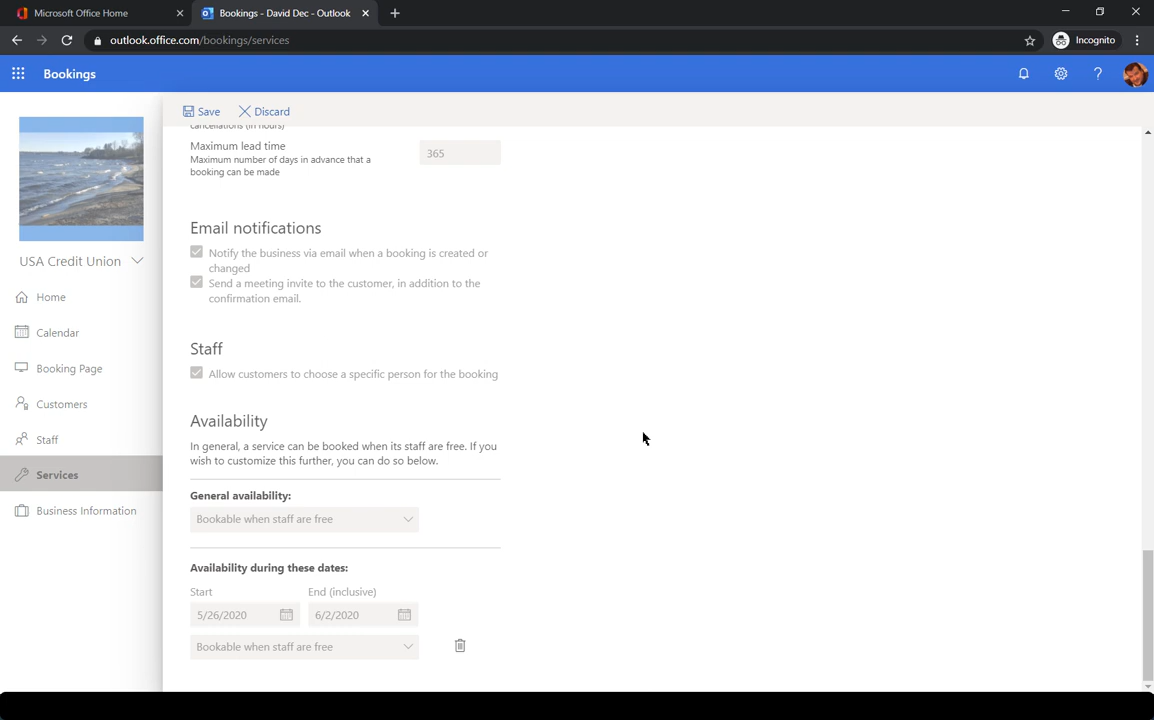 Microsoft Office Home
Bookings - David Dec - Outlook
outlook.office.com/bookings/services
Incognito
Bookings
?
Save
Discard
cancellations (in hours)
Maximum lead time
Maximum number of days in advance that a
booking can be made
365
Email notifications
Notify the business via email when a booking is created or
changed
Send a meeting invite to the customer, in addition to the
confirmation email.
Staff
Allow customers to choose a specific person for the booking
Availability
In general, a service can be booked when its staff are free. If you
wish to customize this further, you can do so below.
General availability:
Bookable when staff are free
Availability during these dates:
Start
End (inclusive)
5/26/2020
6/2/2020
Bookable when staff are free
USA Credit Union
Home
Calendar
Booking Page
Customers
Staff
Services
Business Information